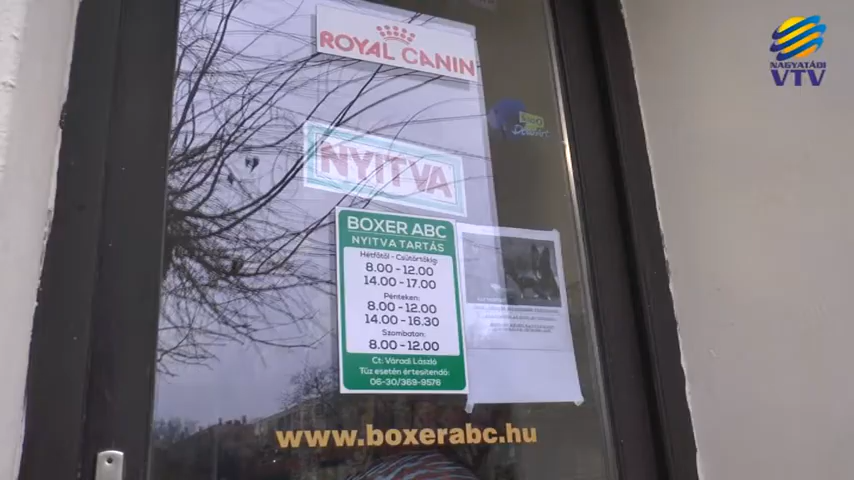 ROYAL CANIN
NYITVA
BOXER ABC
NYITVA TARTÁS
Hétfőtől - Csütörtökig:
8.00 - 12.00
14.00 - 17.00
Pénteken:
8.00 - 12.00
14.00 - 16.30
Szombaton:
8.00 - 12.00
Ct: Váradi László
Tűz esetén értesítendő:
06-30/369-9576
www.boxerabc.hu
NAGYATÁDI
VTV